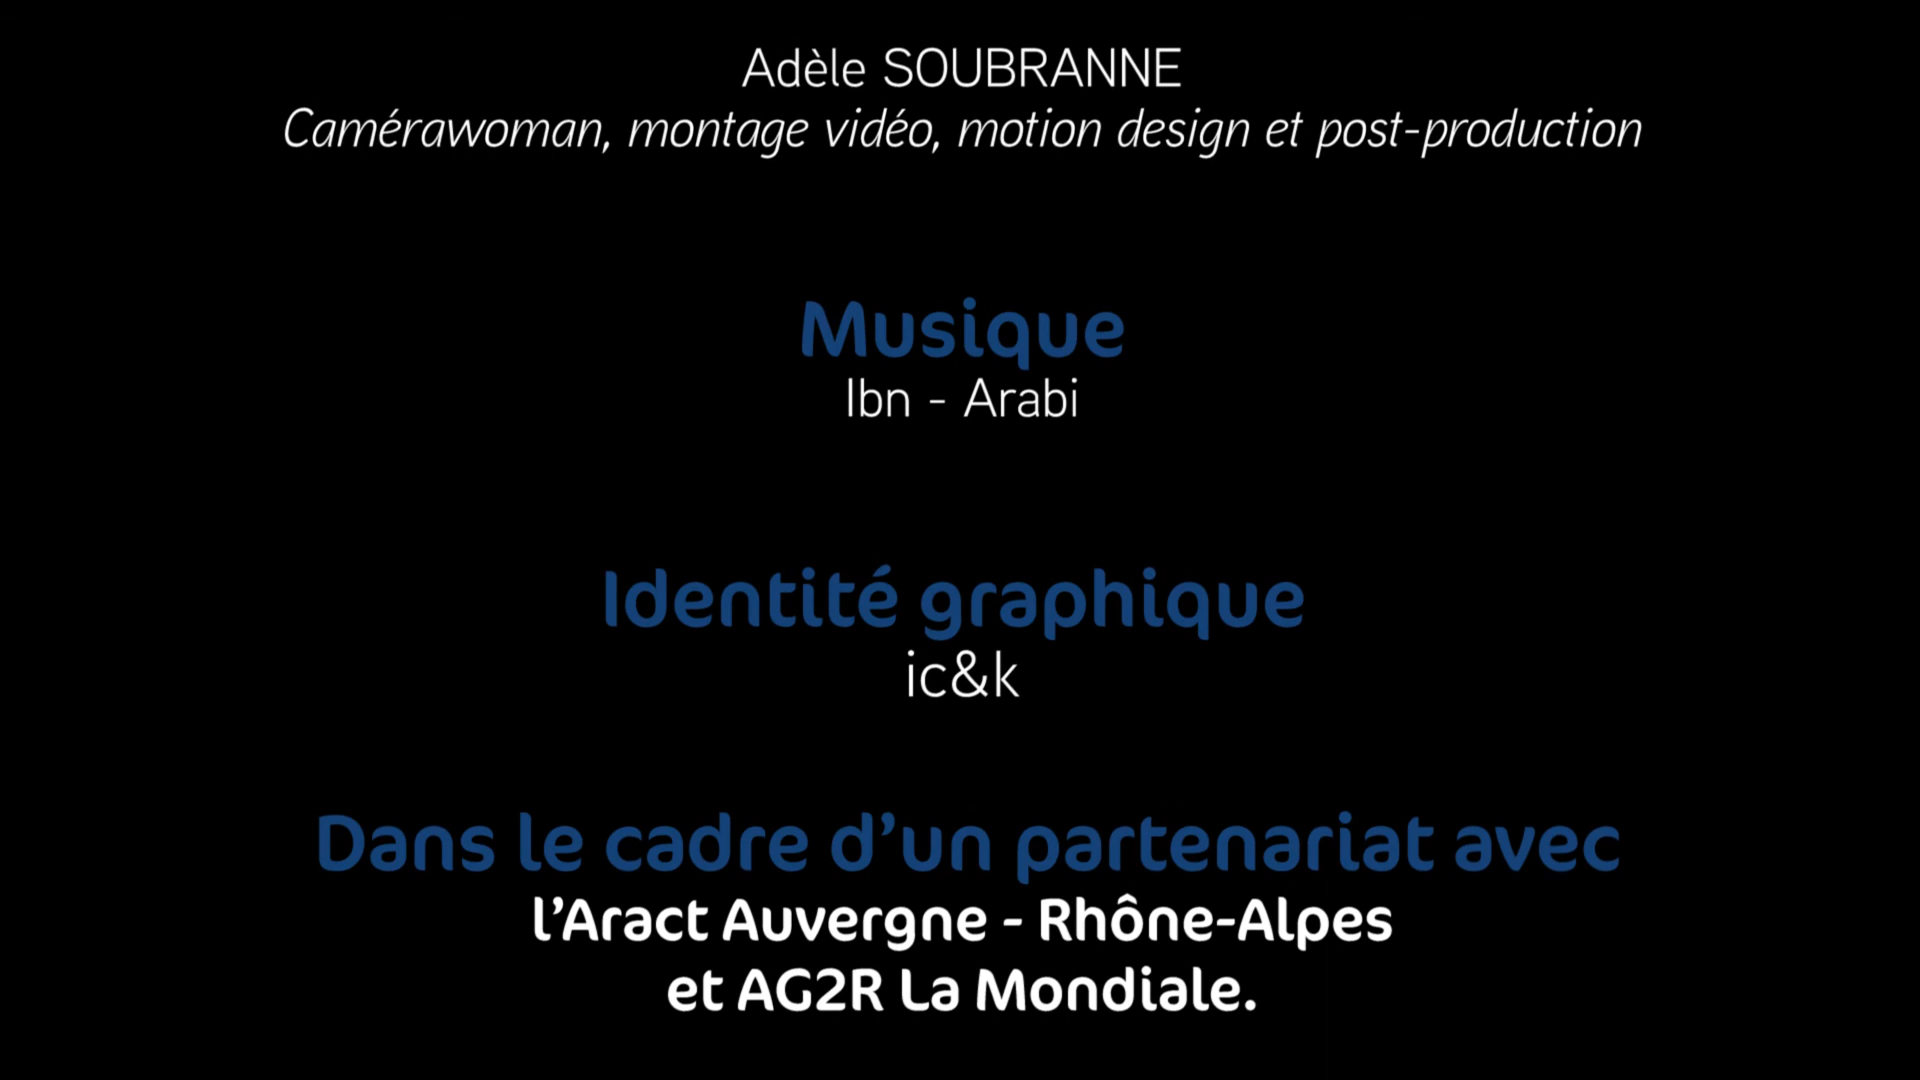 Adèle SOUBRANNE
Camérawoman, montage vidéo, motion design et post-production
Musique
Ibn - Arabi
Identité graphique
ic&k
Dans le cadre d’un partenariat avec
l’Aract Auvergne - Rhône-Alpes
et AG2R La Mondiale.